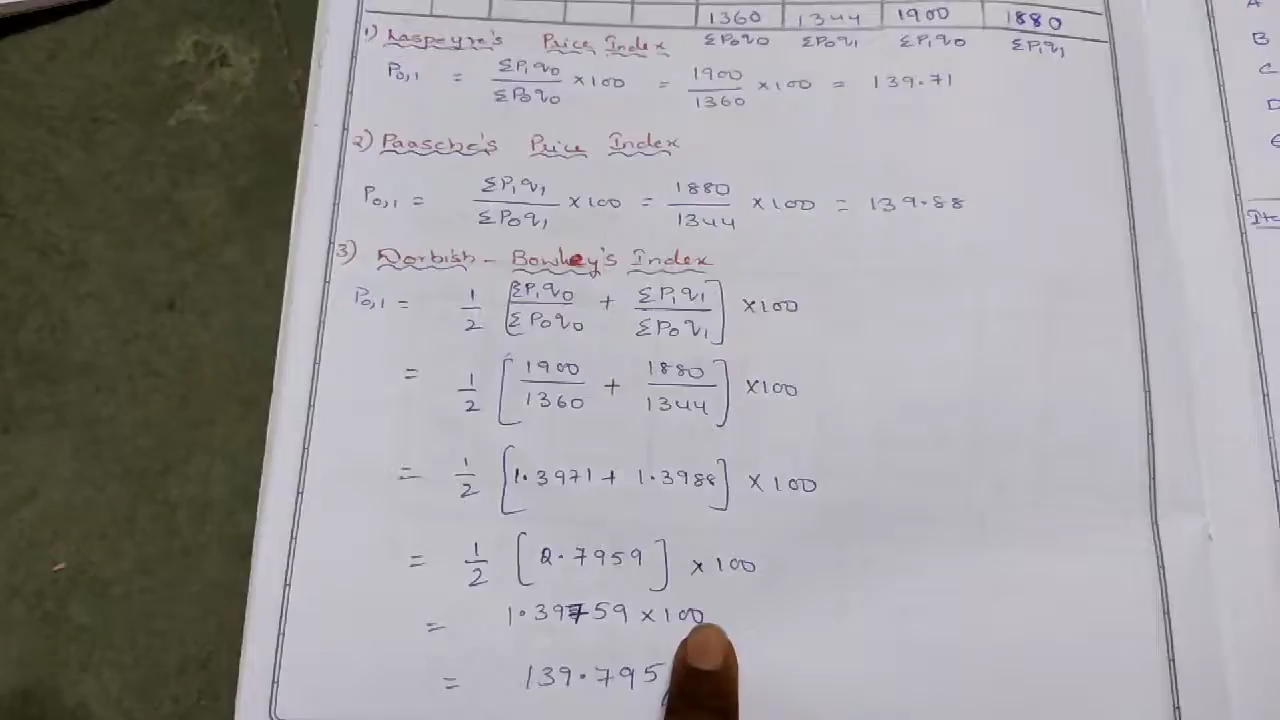 1360 1344 1900 1880
ΣP₀q₀ ΣP₀q₁ ΣP₁q₀ ΣP₁q₁
1) Laspeyre's Price Index
P₀,₁ = ΣP₁q₀ / ΣP₀q₀ ×100 = 1900 / 1360 ×100 = 139.71
2) Paasche's Price Index
P₀,₁ = ΣP₁q₁ / ΣP₀q₁ ×100 = 1880 / 1344 ×100 = 139.88
3) Dorbish - Bowley's Index
P₀,₁ = 1/2 [ΣP₁q₀ / ΣP₀q₀ + ΣP₁q₁ / ΣP₀q₁] ×100
= 1/2 [1900 / 1360 + 1880 / 1344] ×100
= 1/2 [1.3971 + 1.3988] ×100
= 1/2 [2.7959] ×100
= 1.39759 ×100
= 139.795
B
C
D